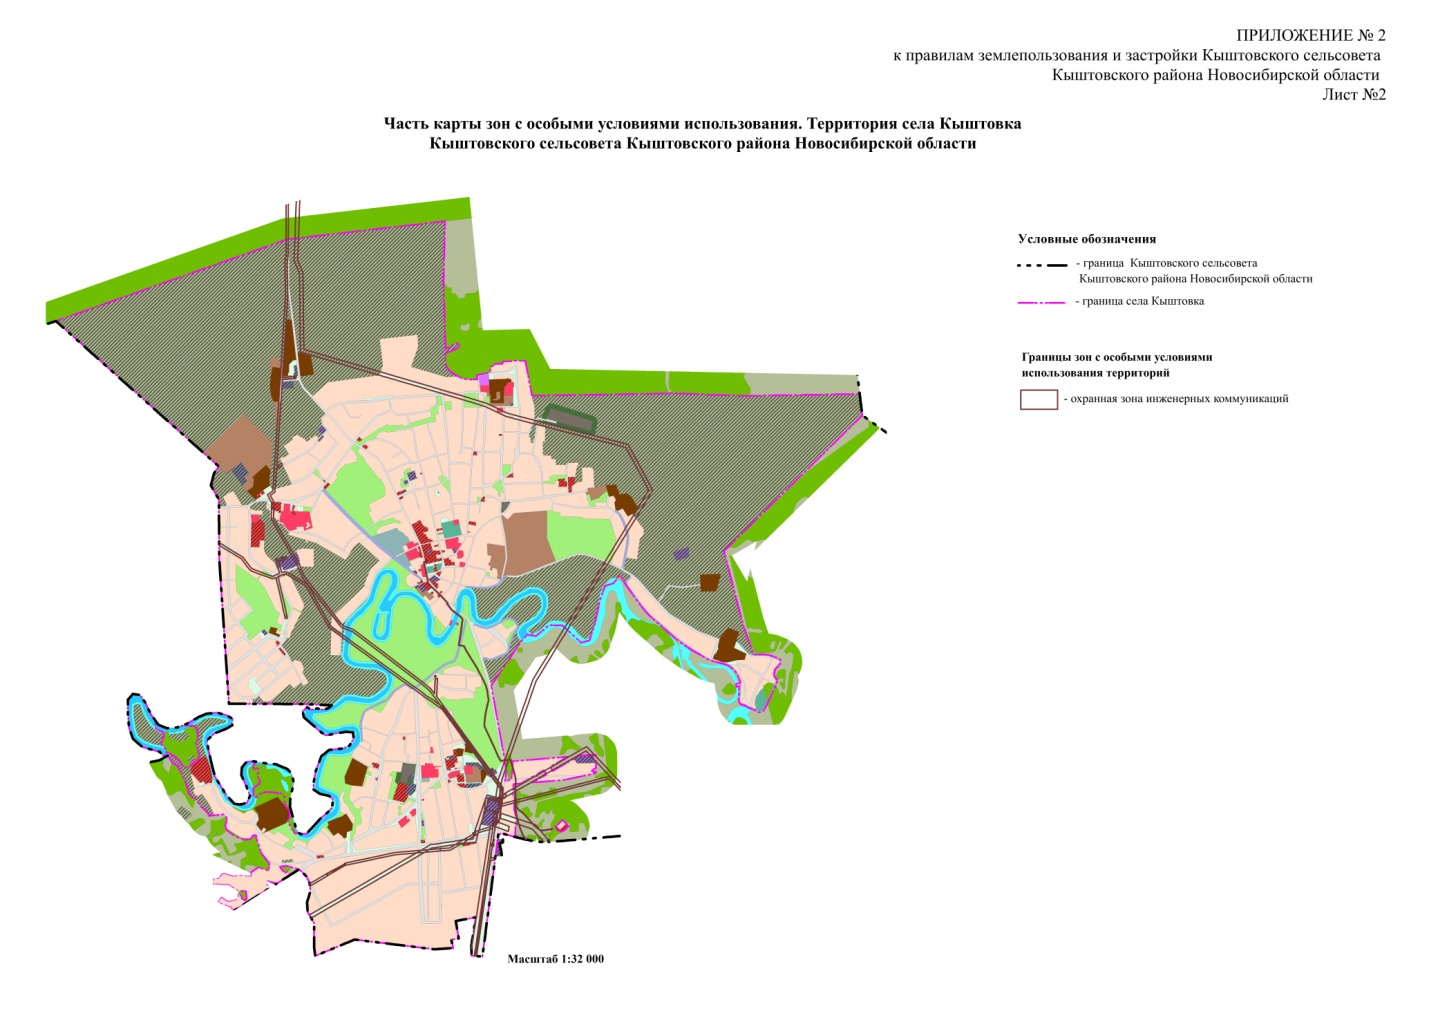 ПРИЛОЖЕНИЕ № 2
к правилам землепользования и застройки Кыштовского сельсовета
Кыштовского района Новосибирской области
Лист №2
Часть карты зон с особыми условиями использования. Территория села Кыштовка
Кыштовского сельсовета Кыштовского района Новосибирской области
Условные обозначения
- граница Кыштовского сельсовета
Кыштовского района Новосибирской области
- граница села Кыштовка
Границы зон с особыми условиями
использования территорий
- охранная зона инженерных коммуникаций
Масштаб 1:32 000